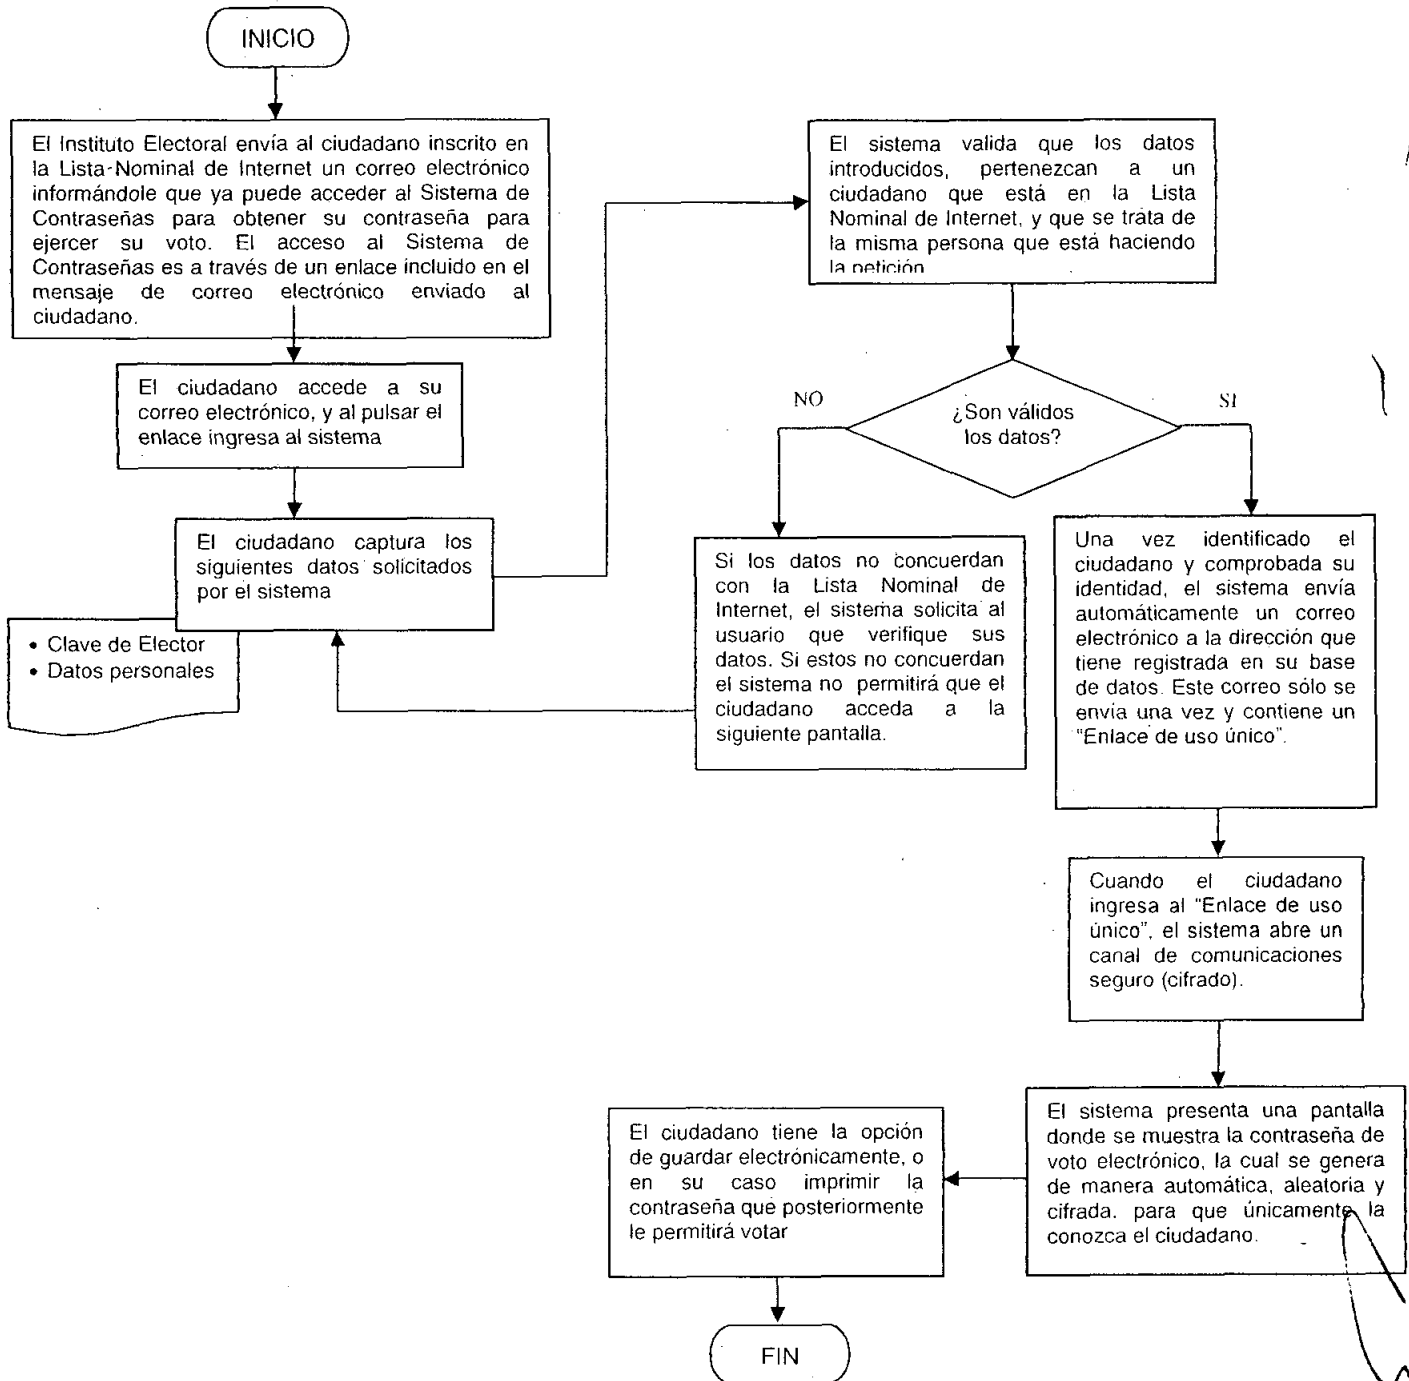 INICIO
El Instituto Electoral envía al ciudadano inscrito en
la Lista-Nominal de Internet un correo electrónico
informándole que ya puede acceder al Sistema de
Contraseñas para obtener su contraseña para
ejercer su voto. El acceso al Sistema de
Contraseñas es a través de un enlace incluido en el
mensaje de correo electrónico enviado al
ciudadano.
El ciudadano accede a su
correo electrónico, y al pulsar el
enlace ingresa al sistema
El ciudadano captura los
siguientes datos solicitados
por el sistema
• Clave de Elector
• Datos personales
El sistema valida que los datos
introducidos, pertenezcan a un
ciudadano que está en la Lista
Nominal de Internet, y que se trata de
la misma persona que está haciendo
la petición
¿Son válidos
los datos?
NO
SI
Si los datos no concuerdan
con la Lista Nominal de
Internet, el sistema solicita al
usuario que verifique sus
datos. Si estos no concuerdan
el sistema no permitirá que el
ciudadano acceda a la
siguiente pantalla.
Una vez identificado el
ciudadano y comprobada su
identidad, el sistema envía
automáticamente un correo
electrónico a la dirección que
tiene registrada en su base
de datos. Este correo sólo se
envía una vez y contiene un
"Enlace de uso único".
Cuando el ciudadano
ingresa al "Enlace de uso
único", el sistema abre un
canal de comunicaciones
seguro (cifrado).
El sistema presenta una pantalla
donde se muestra la contraseña de
voto electrónico, la cual se genera
de manera automática, aleatoria y
cifrada. para que únicamente la
conozca el ciudadano.
El ciudadano tiene la opción
de guardar electrónicamente, o
en su caso imprimir la
contraseña que posteriormente
le permitirá votar
FIN